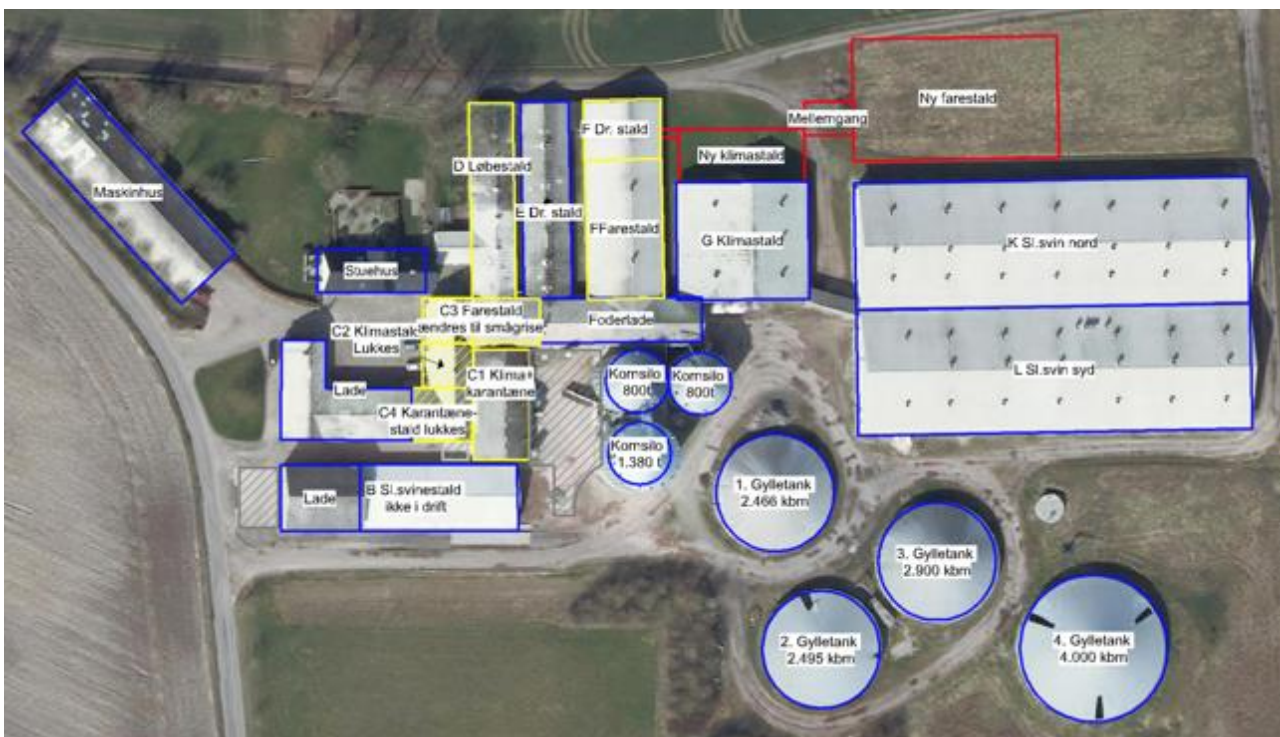 Ny farestald
Mellemgang
F Dr. stald
Ny klimastald
D Løbestald
Maskinhus
E Dr. stald
FFarestald
G Klimastald
K Sl.svin nord
Stuehus
C3 Farestald
ændres til smågrise
Foderlade
C2 Klimastald
Lukkes
L Sl.svin syd
C1 Klima+
karantæne
Kornsilo
800t
Kornsilo
800t
Lade
C4 Karantæne-
stald lukkes
Kornsilo
1.380 t
1. Gylletank
2.466 kbm
Lade
B Sl.svinestald
ikke i drift
3. Gylletank
2.900 kbm
2. Gylletank
2.495 kbm
4. Gylletank
4.000 kbm